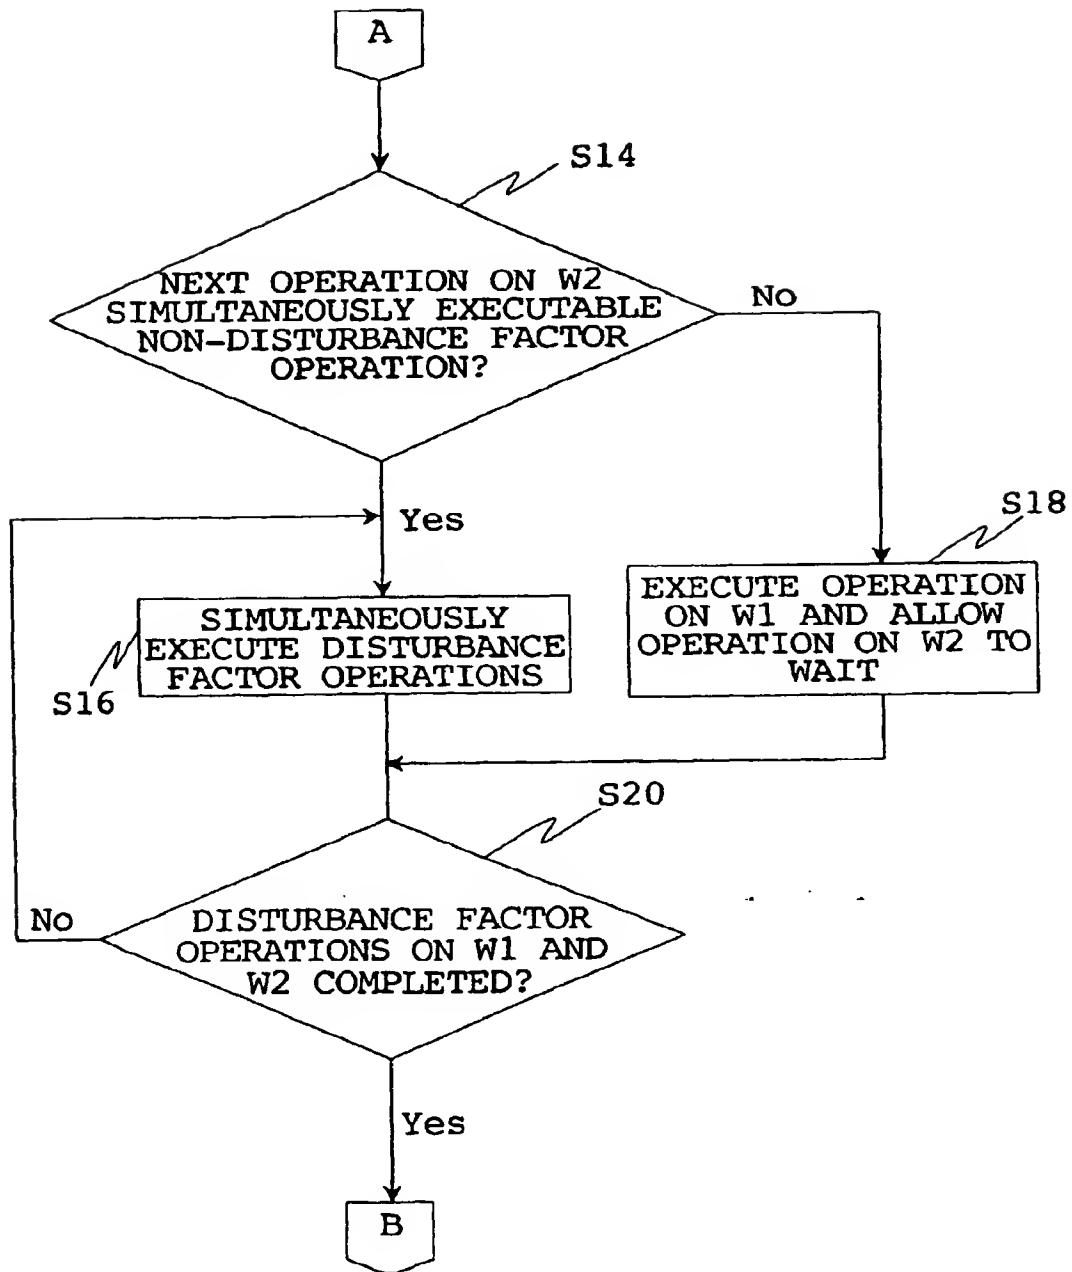 A
S14
NEXT OPERATION ON W2
SIMULTANEOUSLY EXECUTABLE
NON-DISTURBANCE FACTOR
OPERATION?
No
Yes
S18
EXECUTE OPERATION
ON W1 AND ALLOW
OPERATION ON W2 TO
WAIT
SIMULTANEOUSLY
EXECUTE DISTURBANCE
FACTOR OPERATIONS
S16
S20
No
DISTURBANCE FACTOR
OPERATIONS ON W1 AND
W2 COMPLETED?
Yes
B